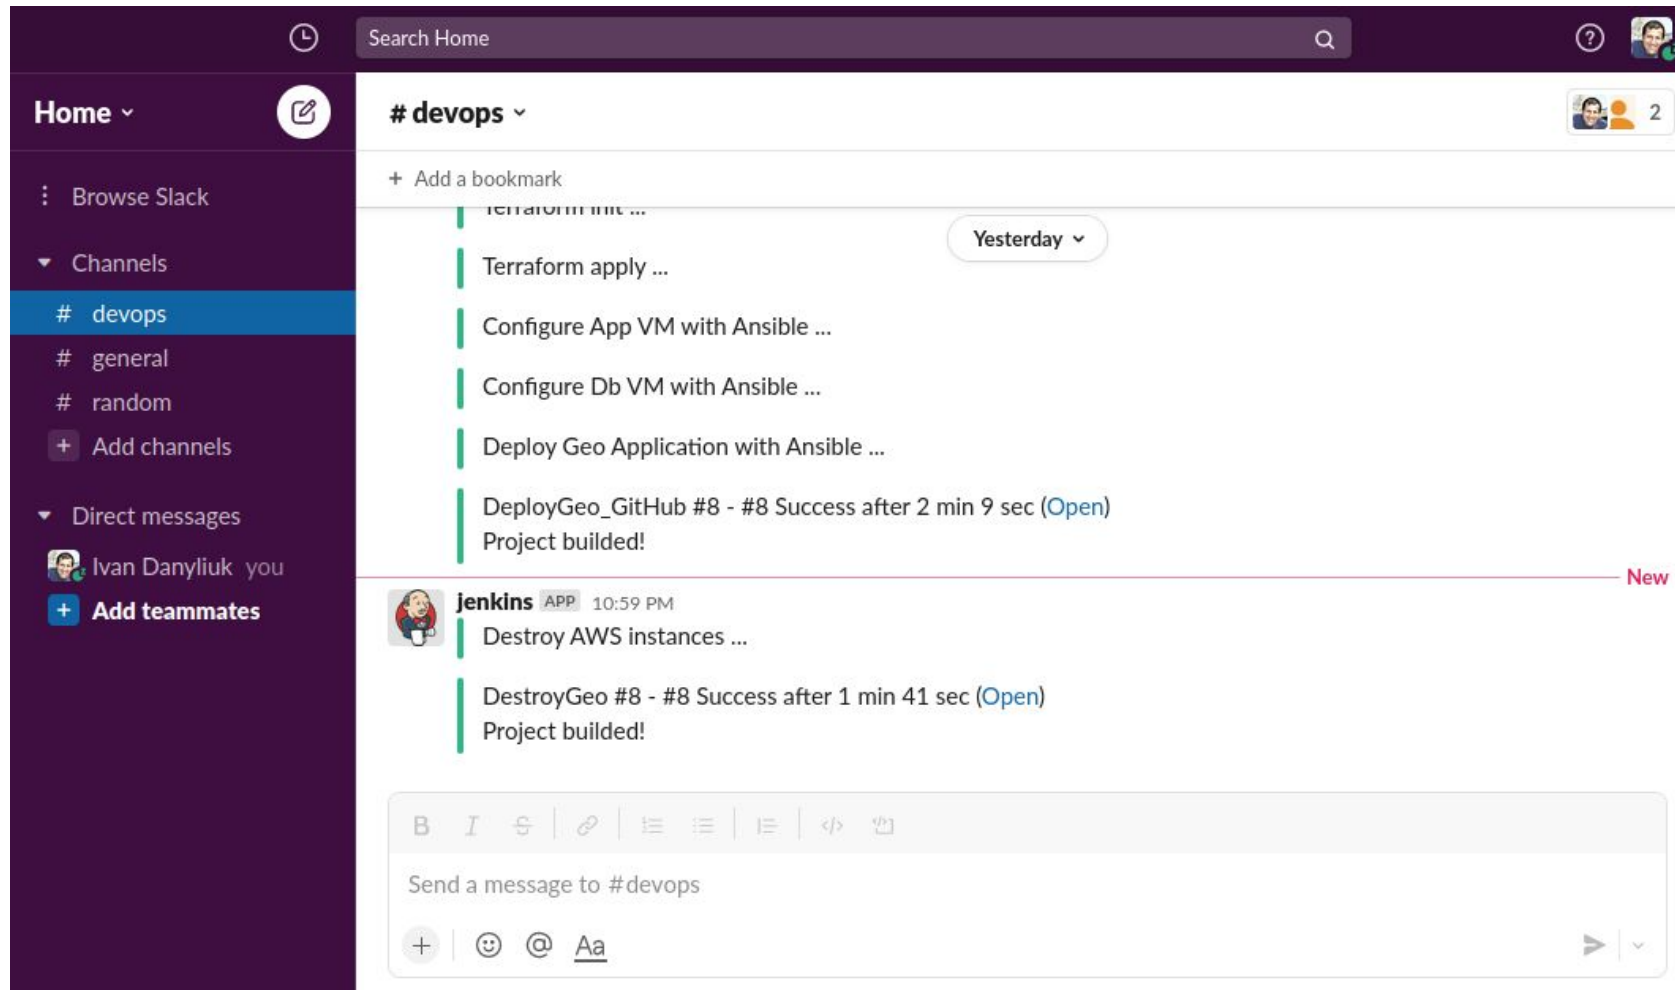 Search Home
Home
# devops
2
Browse Slack
+ Add a bookmark
Channels
# devops
# general
# random
+ Add channels
Direct messages
Ivan Danyliuk you
+ Add teammates
Terraform init ...
Yesterday
Terraform apply ...
Configure App VM with Ansible ...
Configure Db VM with Ansible ...
Deploy Geo Application with Ansible ...
DeployGeo_GitHub #8 - #8 Success after 2 min 9 sec (Open)
Project builded!
New
jenkins APP 10:59 PM
Destroy AWS instances ...
DestroyGeo #8 - #8 Success after 1 min 41 sec (Open)
Project builded!
B I S
Send a message to #devops
+ @ Aa